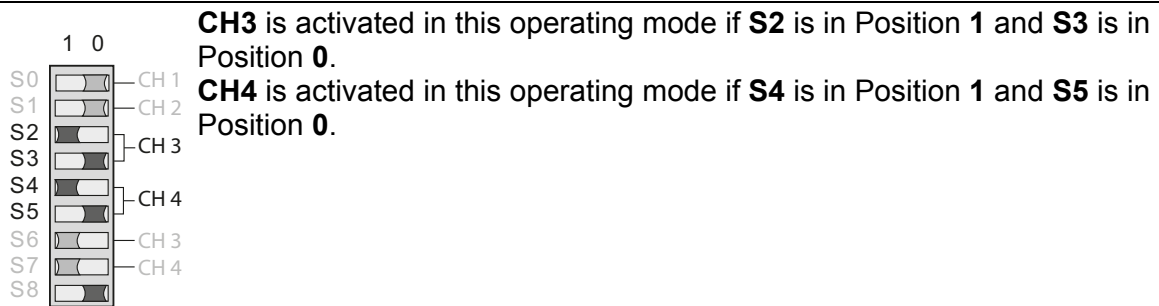 CH3 is activated in this operating mode if S2 is in Position 1 and S3 is in
Position 0.
CH4 is activated in this operating mode if S4 is in Position 1 and S5 is in
Position 0.
1 0
S0 CH 1
S1 CH 2
S2
CH 3
S3
S4
CH 4
S5
S6 CH 3
S7 CH 4
S8